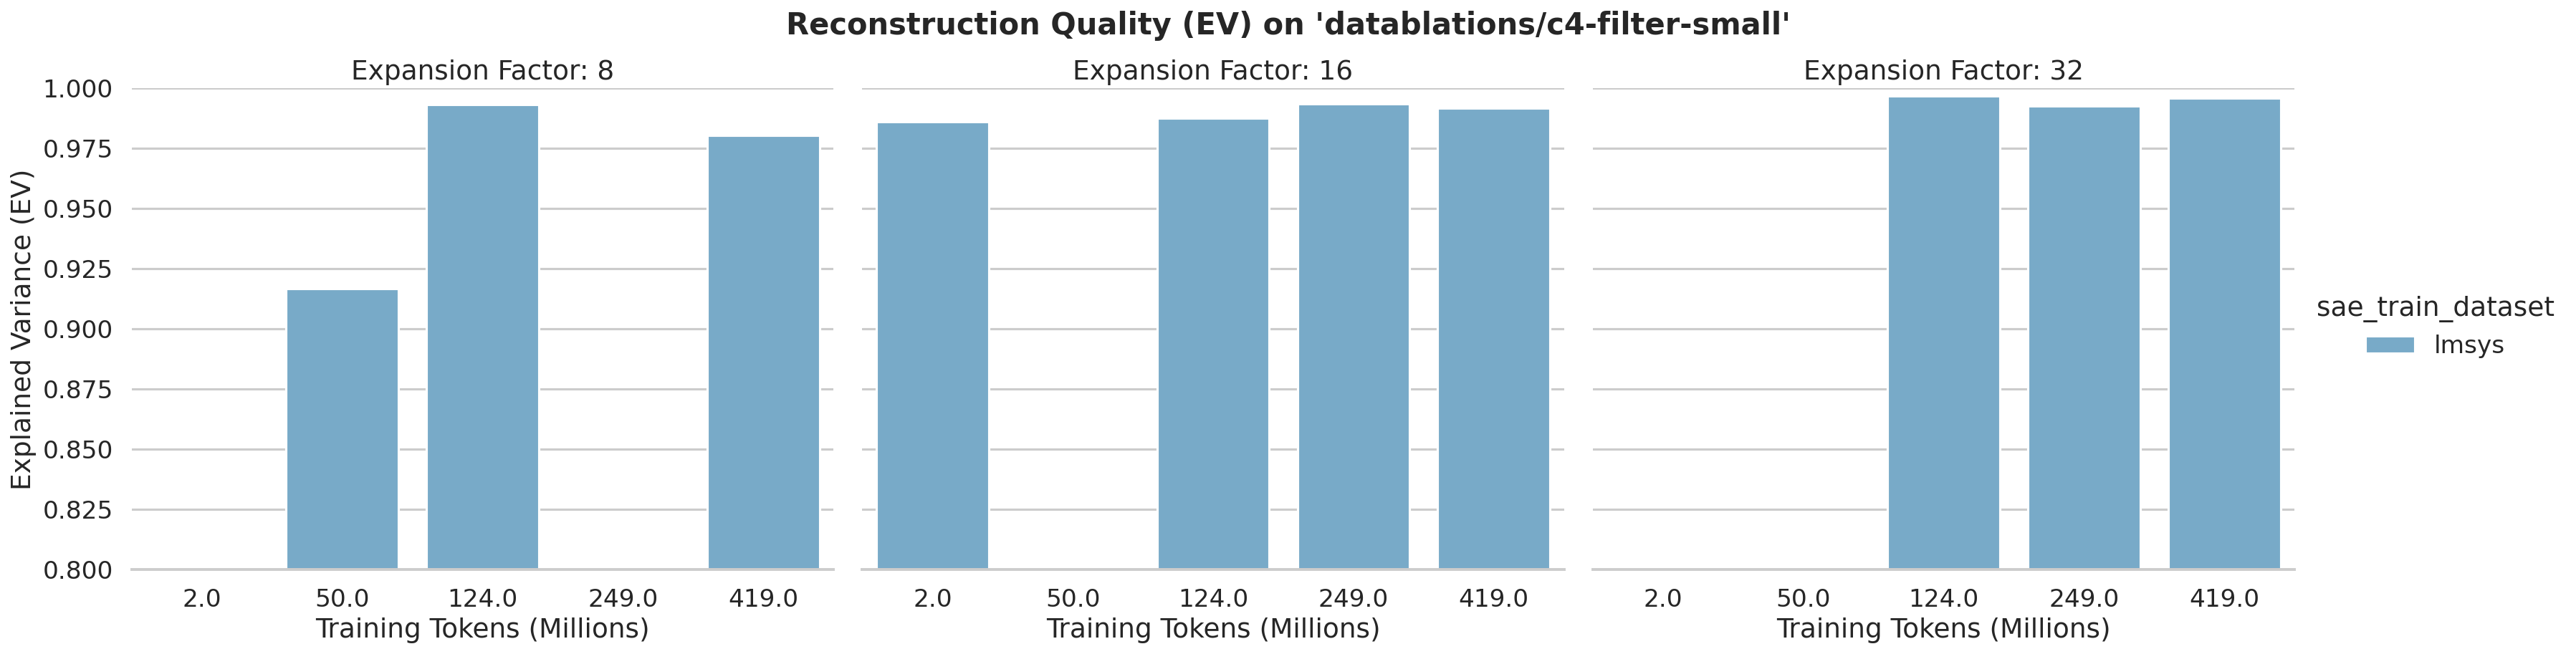 Reconstruction Quality (EV) on 'datablations/c4-filter-small'
Expansion Factor: 8
Expansion Factor: 16
Expansion Factor: 32
Explained Variance (EV)
1.000
0.975
0.950
0.925
0.900
0.875
0.850
0.825
0.800
2.0 50.0 124.0 249.0 419.0
Training Tokens (Millions)
2.0 50.0 124.0 249.0 419.0
Training Tokens (Millions)
2.0 50.0 124.0 249.0 419.0
Training Tokens (Millions)
sae_train_dataset
lmsys